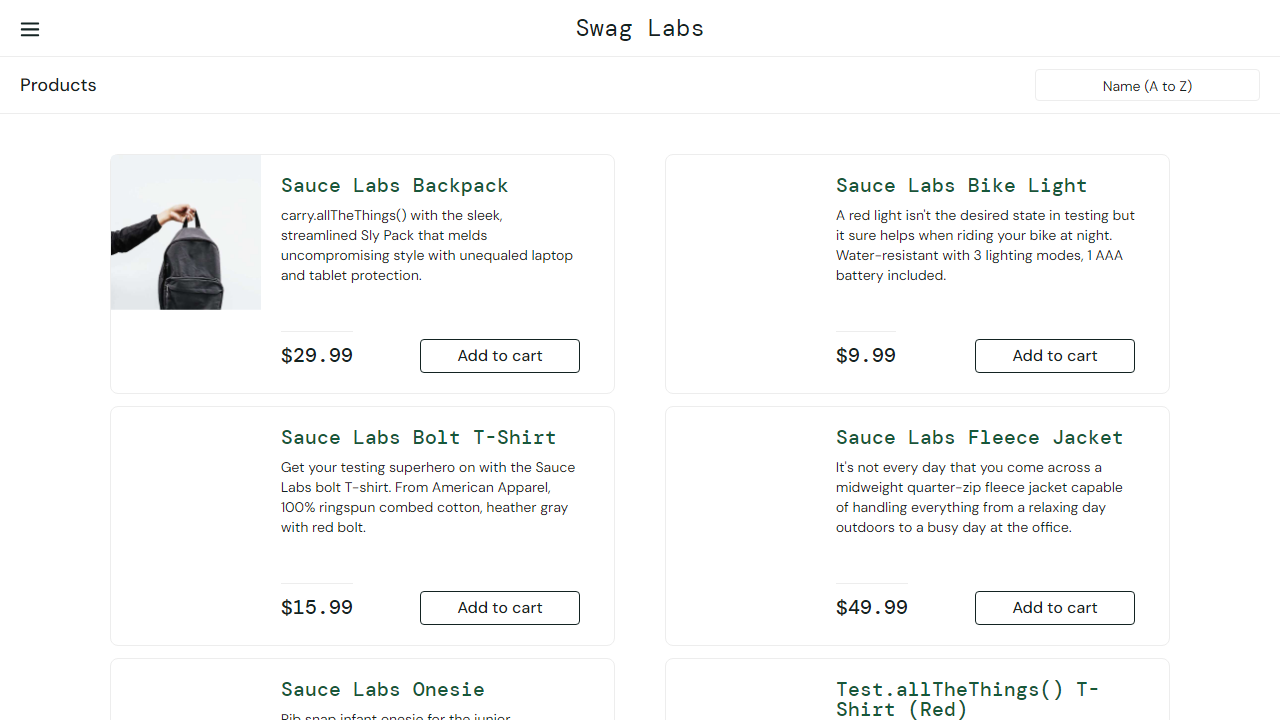 Swag Labs
Products
Name (A to Z)
Sauce Labs Backpack
carry.allTheThings() with the sleek,
streamlined Sly Pack that melds
uncompromising style with unequaled laptop
and tablet protection.
$29.99
Add to cart
Sauce Labs Bike Light
A red light isn't the desired state in testing but
it sure helps when riding your bike at night.
Water-resistant with 3 lighting modes, 1 AAA
battery included.
$9.99
Add to cart
Sauce Labs Bolt T-Shirt
Get your testing superhero on with the Sauce
Labs bolt T-shirt. From American Apparel,
100% ringspun combed cotton, heather gray
with red bolt.
$15.99
Add to cart
Sauce Labs Fleece Jacket
It's not every day that you come across a
midweight quarter-zip fleece jacket capable
of handling everything from a relaxing day
outdoors to a busy day at the office.
$49.99
Add to cart
Sauce Labs Onesie
Rib snap infant onesie for the junior
Test.allTheThings() T-
Shirt (Red)